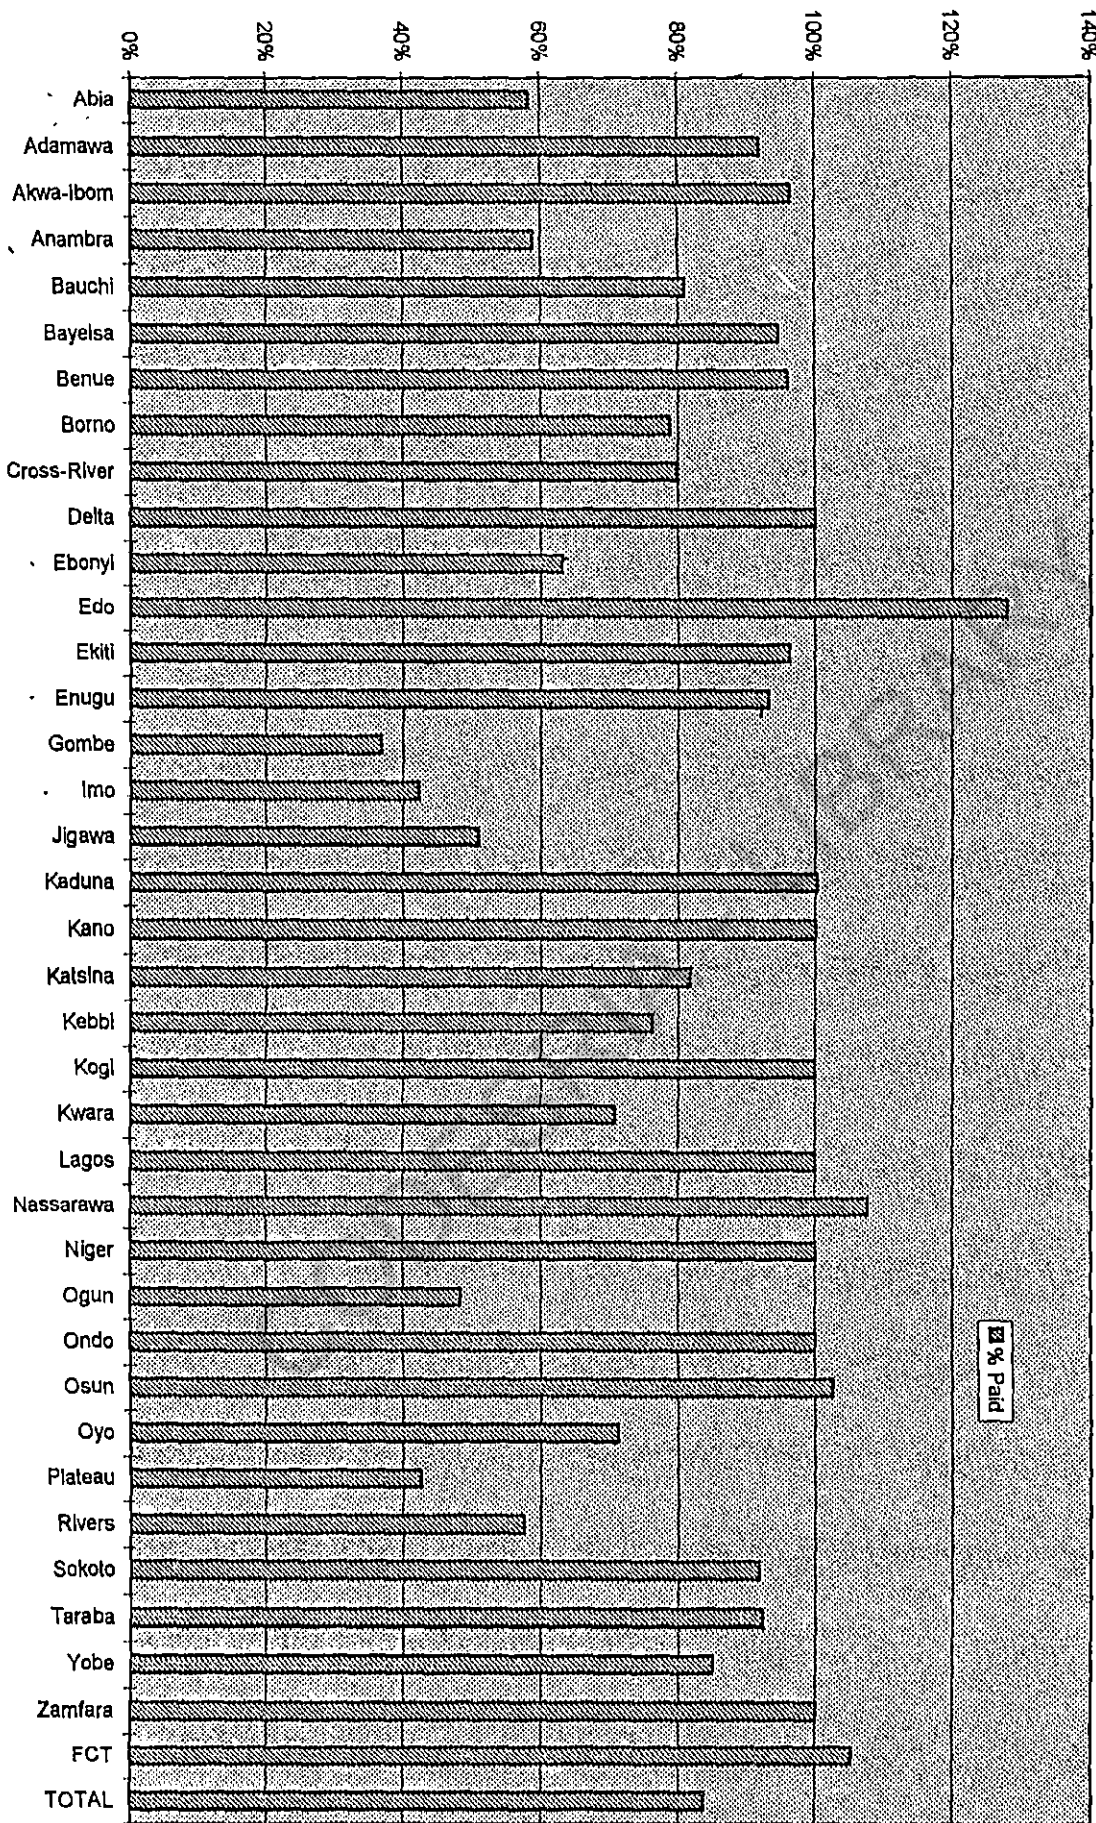 0%
20%
40%
60%
80%
100%
120%
140%
Abia
Adamawa
Akwa-Ibom
Anambra
Bauchi
Bayelsa
Benue
Borno
Cross-River
Delta
Ebonyi
Edo
Ekiti
Enugu
Gombe
Imo
Jigawa
Kaduna
Kano
Katsina
Kebbi
Kogi
Kwara
Lagos
Nassarawa
Niger
Ogun
Ondo
Osun
Oyo
Plateau
Rivers
Sokoto
Taraba
Yobe
Zamfara
FCT
TOTAL
% Paid